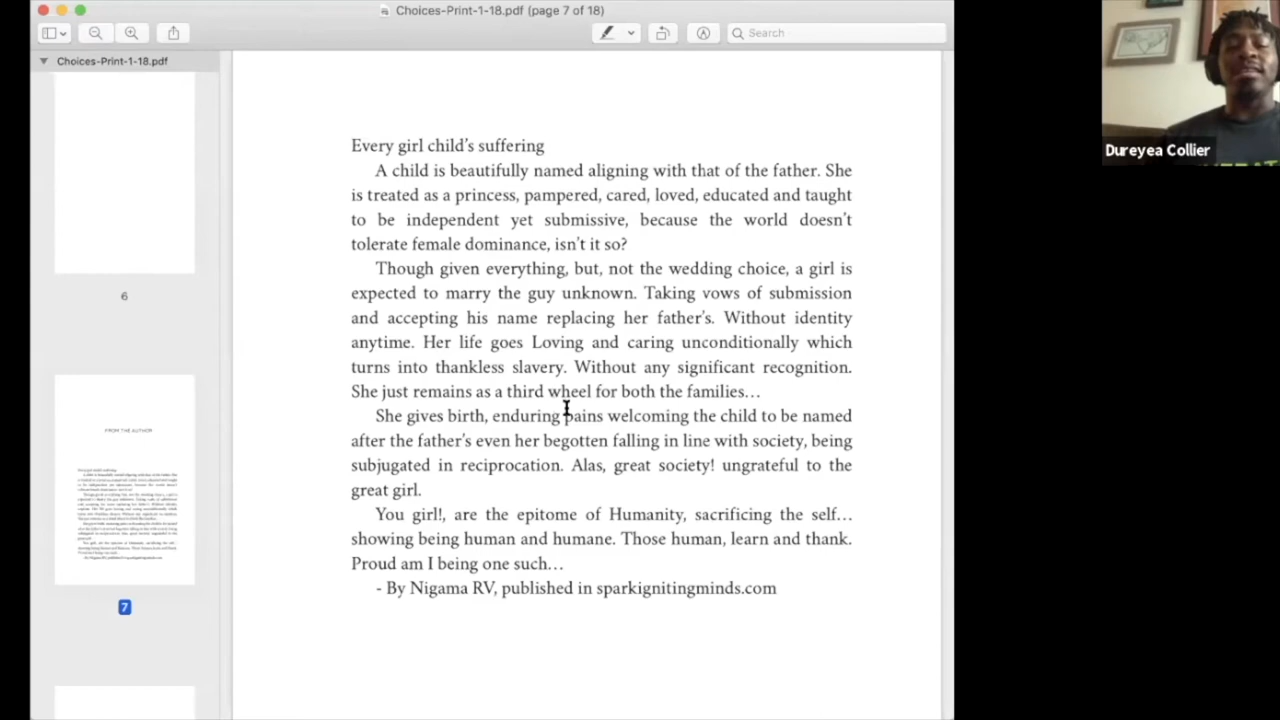 Choices-Print-1-18.pdf (page 7 of 18)
Search
Choices-Print-1-18.pdf
6
FROM THE AUTHOR
7
Every girl child’s suffering
A child is beautifully named aligning with that of the father. She
is treated as a princess, pampered, cared, loved, educated and taught
to be independent yet submissive, because the world doesn’t
tolerate female dominance, isn’t it so?
Though given everything, but, not the wedding choice, a girl is
expected to marry the guy unknown. Taking vows of submission
and accepting his name replacing her father’s. Without identity
anytime. Her life goes Loving and caring unconditionally which
turns into thankless slavery. Without any significant recognition.
She just remains as a third wheel for both the families…
She gives birth, enduring pains welcoming the child to be named
after the father’s even her begotten falling in line with society, being
subjugated in reciprocation. Alas, great society! ungrateful to the
great girl.
You girl!, are the epitome of Humanity, sacrificing the self…
showing being human and humane. Those human, learn and thank.
Proud am I being one such…
- By Nigama RV, published in sparkignitingminds.com
Dureyea Collier